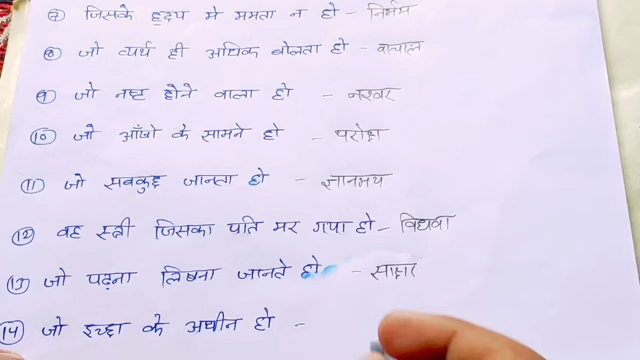 ⑦ जिसके हृदय मे ममता न हो - निर्मम
⑧ जो व्यर्थ ही अधिक बोलता हो - वाचाल
⑨ जो नष्ट होने वाला हो - नश्वर
⑩ जो आँखो के सामने हो - परोक्ष
⑪ जो सबकुछ जानता हो - ज्ञानमय
⑫ वह स्त्री जिसका पति मर गया हो - विधवा
⑬ जो पढ़ना लिखना जानते हो - साक्षर
⑭ जो इच्छा के अधीन हो -